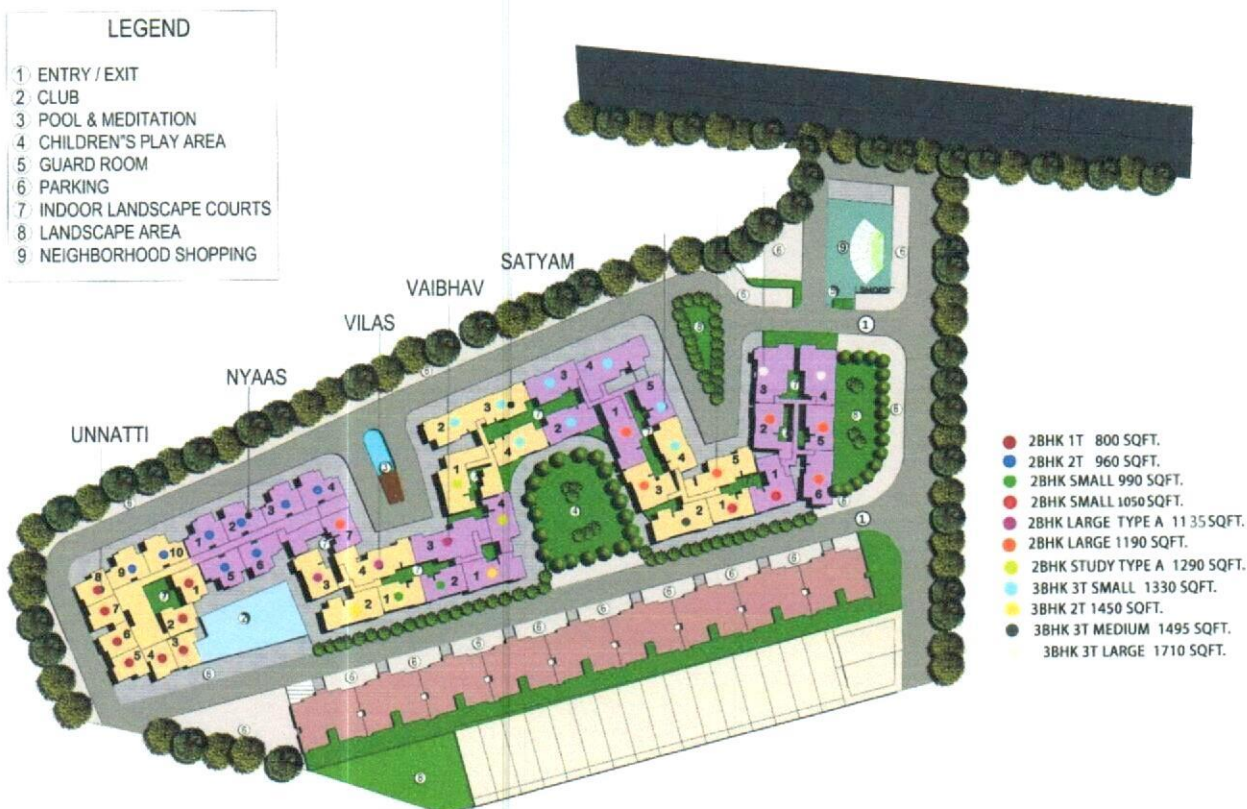 LEGEND
1 ENTRY / EXIT
2 CLUB
3 POOL & MEDITATION
4 CHILDREN"S PLAY AREA
5 GUARD ROOM
6 PARKING
7 INDOOR LANDSCAPE COURTS
8 LANDSCAPE AREA
9 NEIGHBORHOOD SHOPPING
SATYAM
VAIBHAV
VILAS
NYAAS
UNNATTI
2BHK 1T 800 SQFT.
2BHK 2T 960 SQFT.
2BHK SMALL 990 SQFT.
2BHK SMALL 1050 SQFT.
2BHK LARGE TYPE A 1135 SQFT.
2BHK LARGE 1190 SQFT.
2BHK STUDY TYPE A 1290 SQFT.
3BHK 3T SMALL 1330 SQFT.
3BHK 2T 1450 SQFT.
3BHK 3T MEDIUM 1495 SQFT.
3BHK 3T LARGE 1710 SQFT.